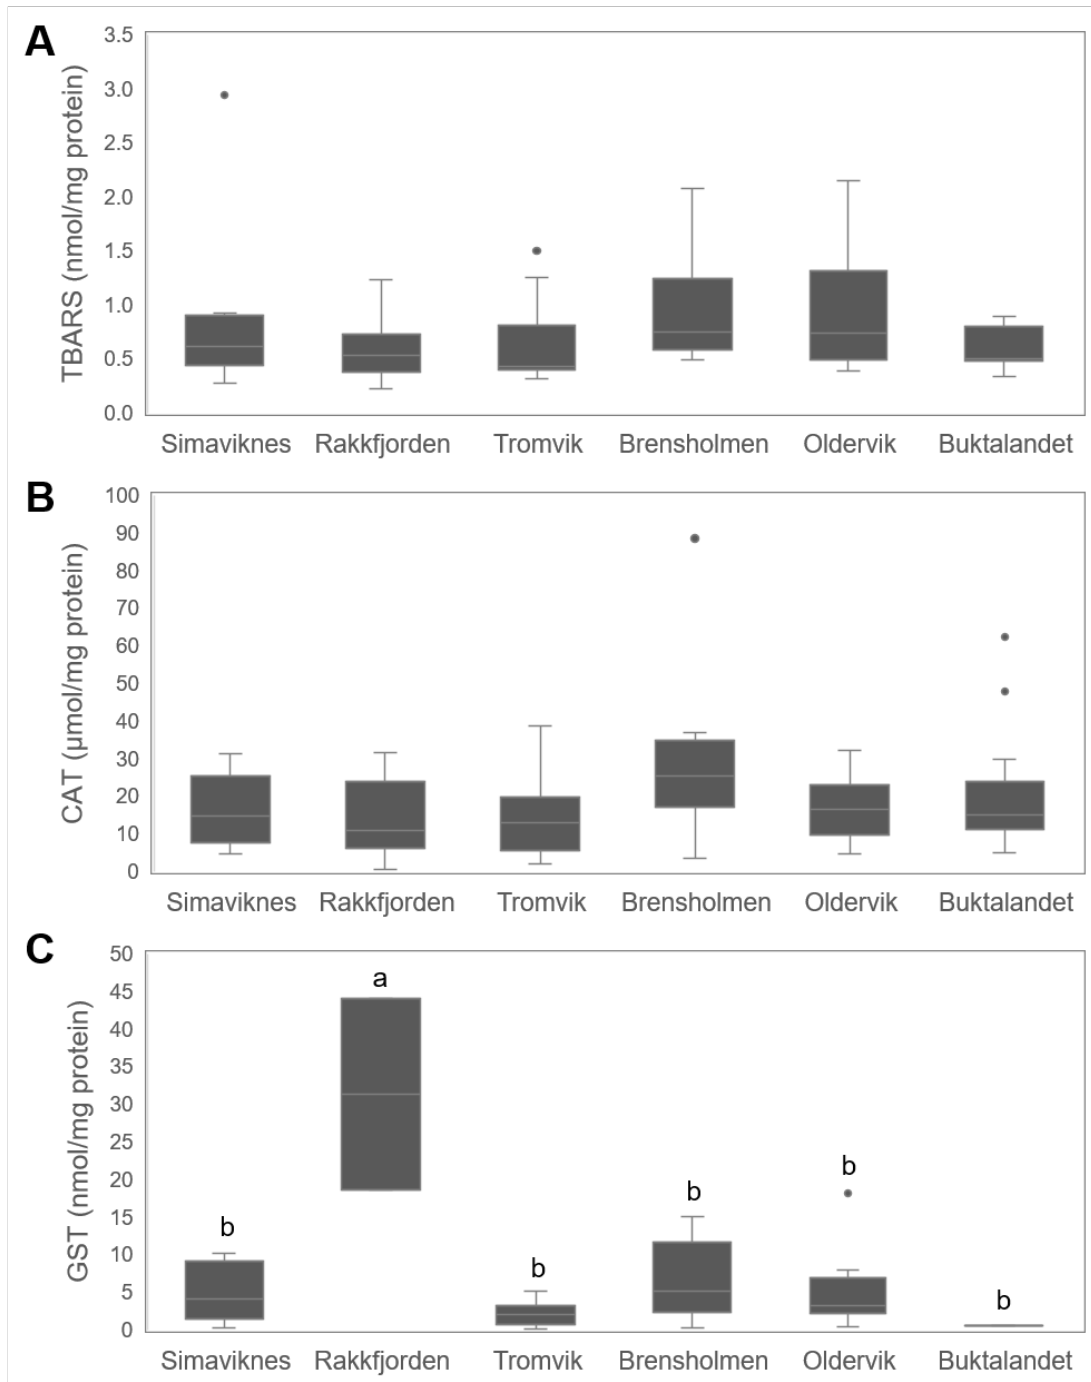 A
TBARS (nmol/mg protein)
3.5
3.0
2.5
2.0
1.5
1.0
0.5
0.0
Simaviknes Rakkfjorden Tromvik Brensholmen Oldervik Buktalandet
B
CAT (µmol/mg protein)
100
90
80
70
60
50
40
30
20
10
0
Simaviknes Rakkfjorden Tromvik Brensholmen Oldervik Buktalandet
C
GST (nmol/mg protein)
50
45
40
35
30
25
20
15
10
5
0
b
a
b
b
b
b
Simaviknes Rakkfjorden Tromvik Brensholmen Oldervik Buktalandet